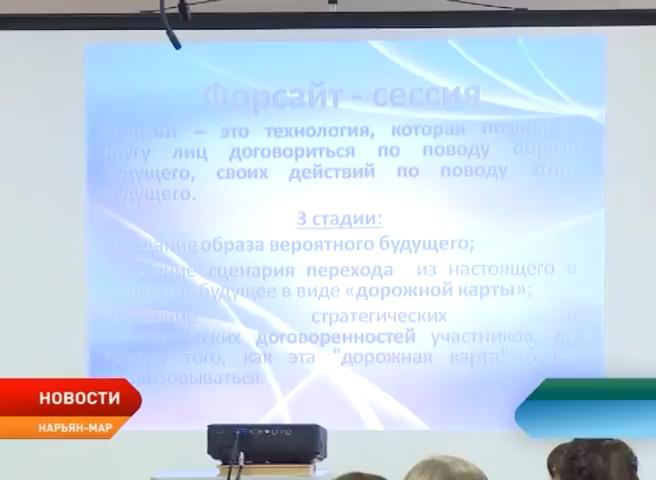 Форсайт - сессия
Форсайт – это технология, которая
кругу лиц договориться по поводу образа
будущего, своих действий по поводу этого
будущего.
3 стадии:
Создание образа вероятного будущего;
сценария перехода из настоящего в
будущее в виде «дорожной карты»;
стратегических и
договоренностей участников, по
того, как эта "дорожная карта" будет
НОВОСТИ
НАРЬЯН-МАР